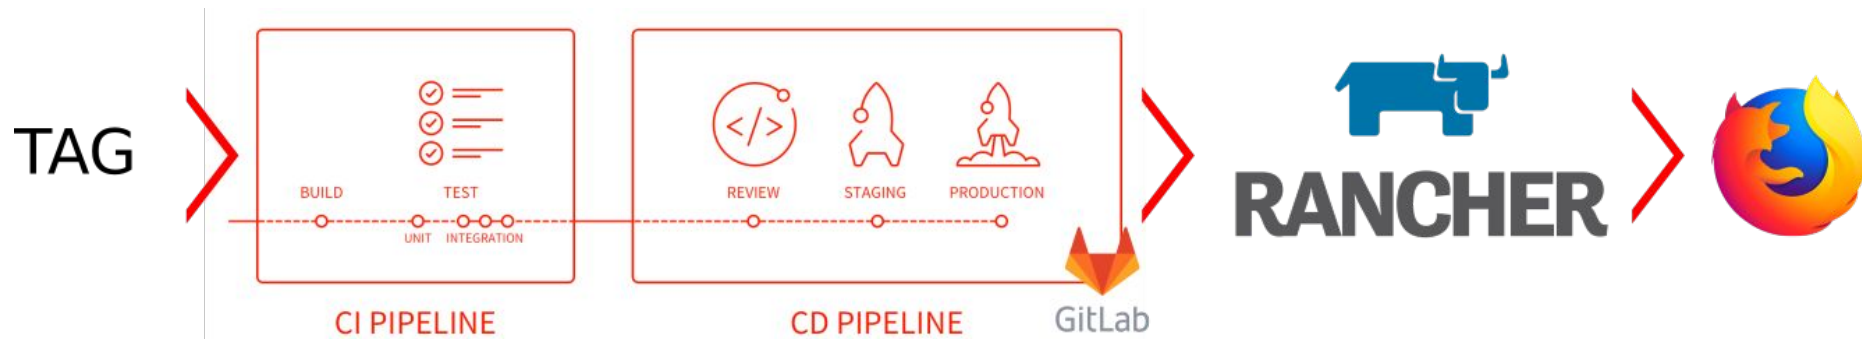 TAG
BUILD
TEST
UNIT
INTEGRATION
CI PIPELINE
REVIEW
STAGING
PRODUCTION
CD PIPELINE
GitLab
RANCHER